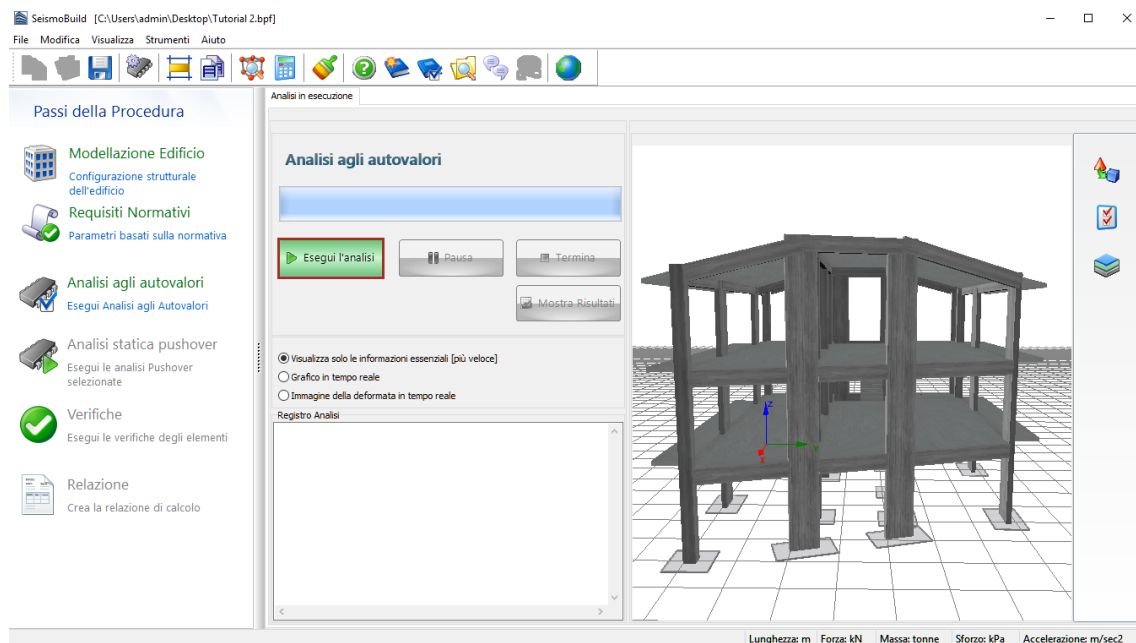 SeismoBuild [C:\Users\admin\Desktop\Tutorial 2.bpf]
File Modifica Visualizza Strumenti Aiuto
Passi della Procedura
Modellazione Edificio
Configurazione strutturale
dell'edificio
Requisiti Normativi
Parametri basati sulla normativa
Analisi agli autovalori
Esegui Analisi agli Autovalori
Analisi statica pushover
Esegui le analisi Pushover
selezionate
Verifiche
Esegui le verifiche degli elementi
Relazione
Crea la relazione di calcolo
Analisi in esecuzione
Analisi agli autovalori
Esegui l'analisi
Pausa
Termina
Mostra Risultati
Visualizza solo le informazioni essenziali [più veloce]
Grafico in tempo reale
Immagine della deformata in tempo reale
Registro Analisi
Z
Y
X
Lunghezza: m Forza: kN Massa: tonne Sforzo: kPa Accelerazione: m/sec2